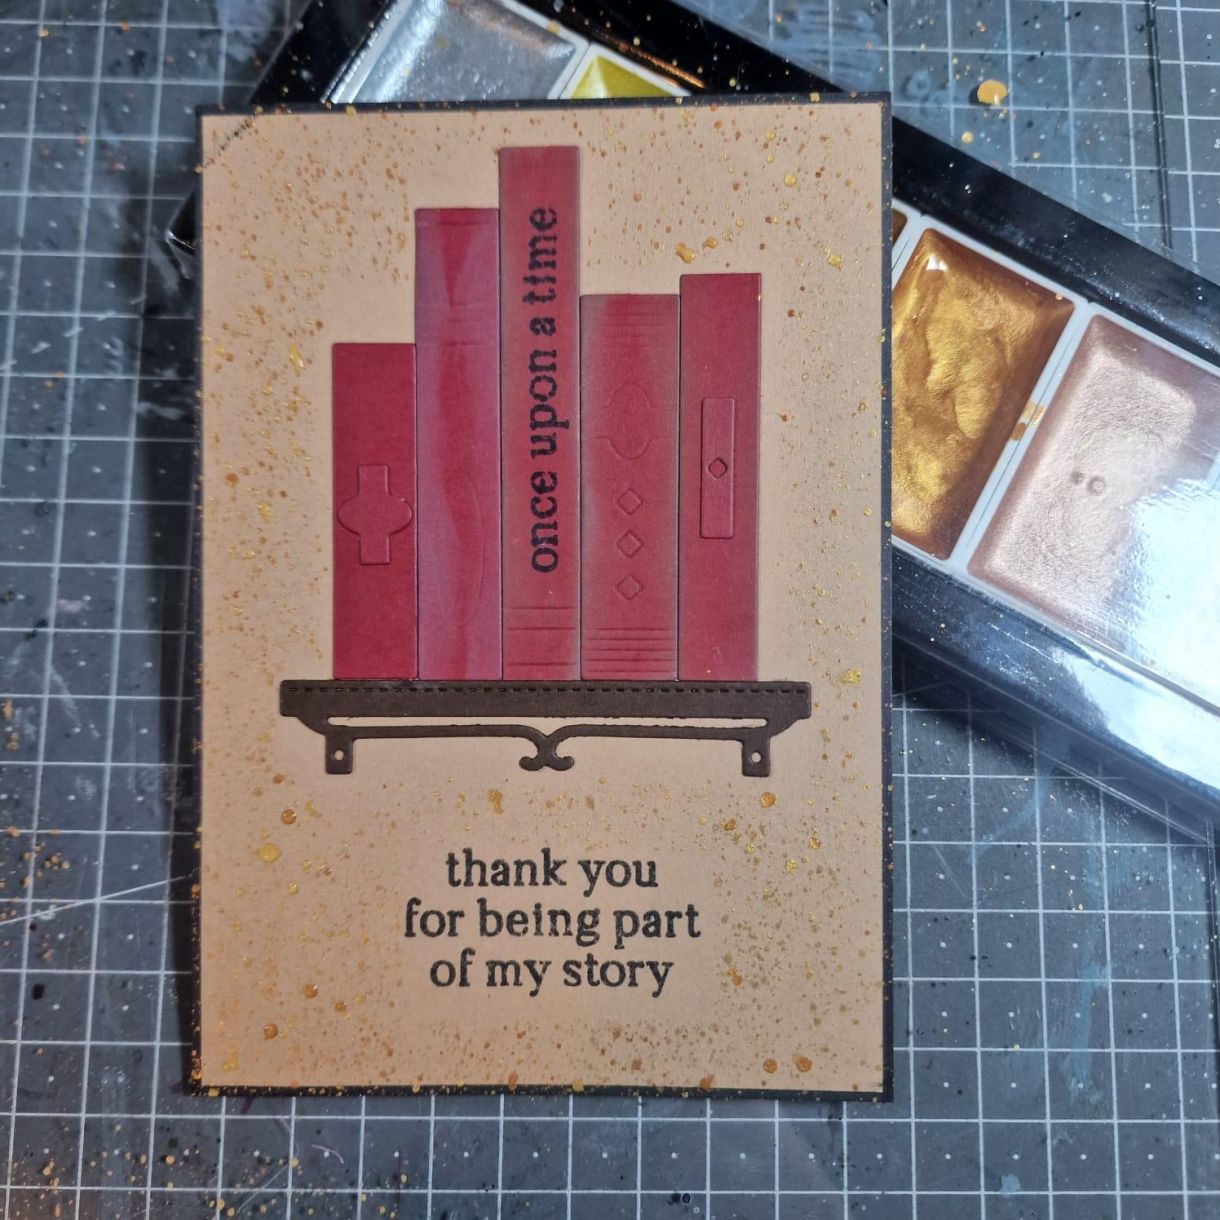 once upon a time
thank you
for being part
of my story